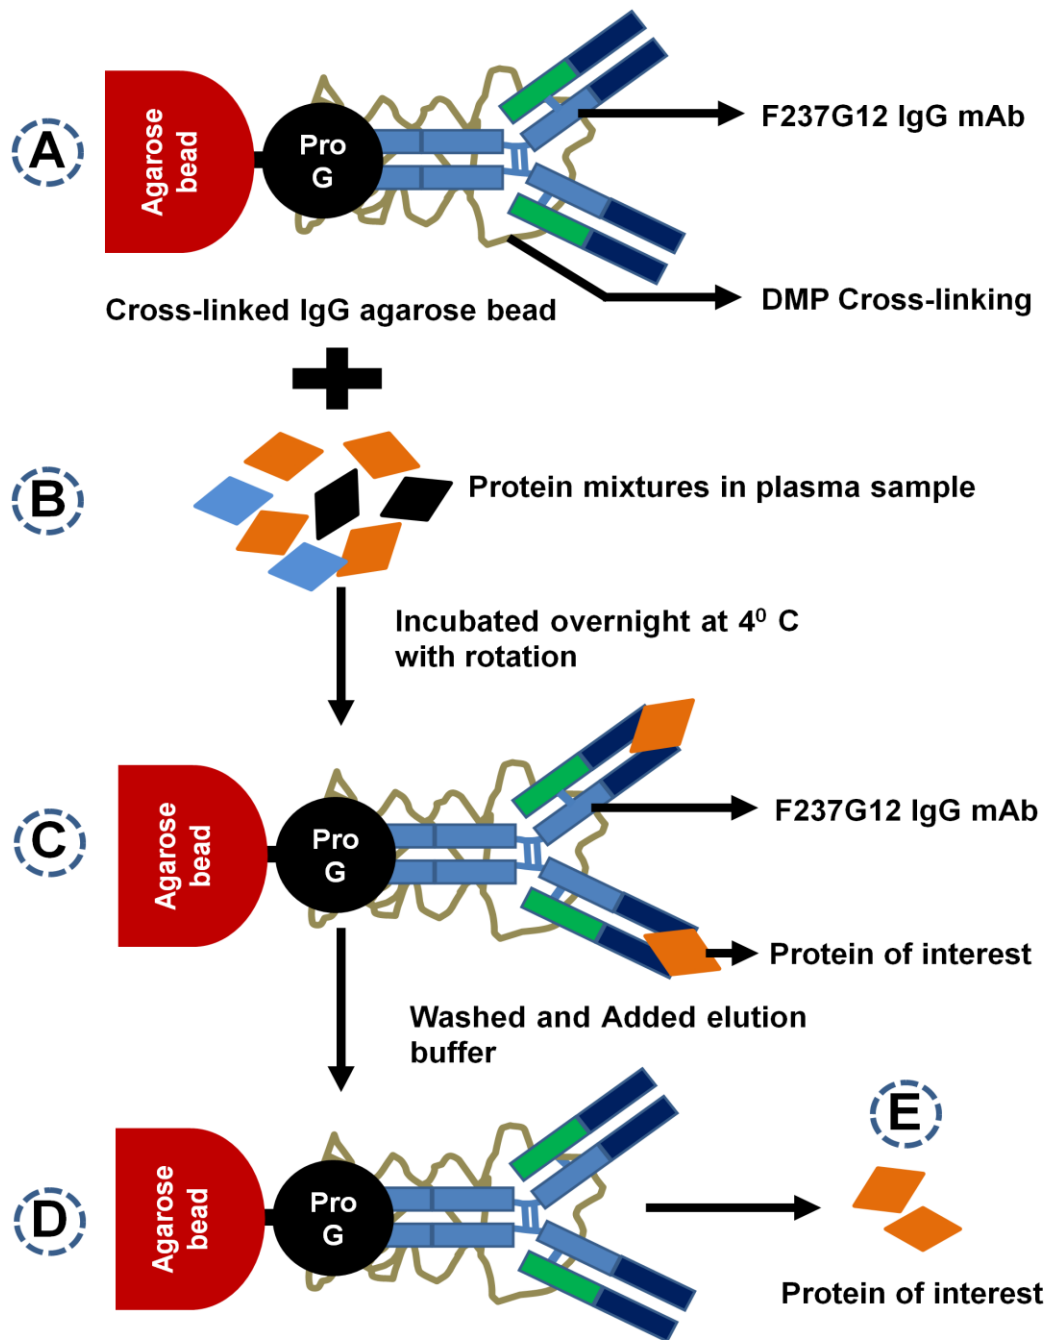 A
Agarose
bead
Pro
G
F237G12 IgG mAb
DMP Cross-linking
Cross-linked IgG agarose bead
B
Protein mixtures in plasma sample
Incubated overnight at 4⁰ C
with rotation
C
Agarose
bead
Pro
G
F237G12 IgG mAb
Protein of interest
Washed and Added elution
buffer
D
Agarose
bead
Pro
G
E
Protein of interest